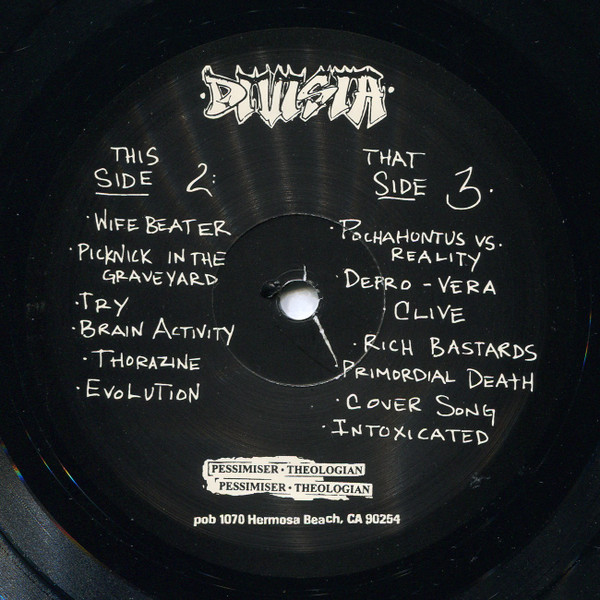 DIVISIA
THIS
SIDE 2:
· WIFE BEATER
· PICKNICK IN THE
GRAVEYARD
· TRY
· BRAIN ACTIVITY
· THORAZINE
· EVOLUTION
THAT
SIDE 3.
· POCHAHONTUS VS.
REALITY
· DEPRO - VERA
CLIVE
· RICH BASTARDS
· PRIMORDIAL DEATH
· COVER SONG
· INTOXICATED
PESSIMISER · THEOLOGIAN
PESSIMISER · THEOLOGIAN
pob 1070 Hermosa Beach, CA 90254